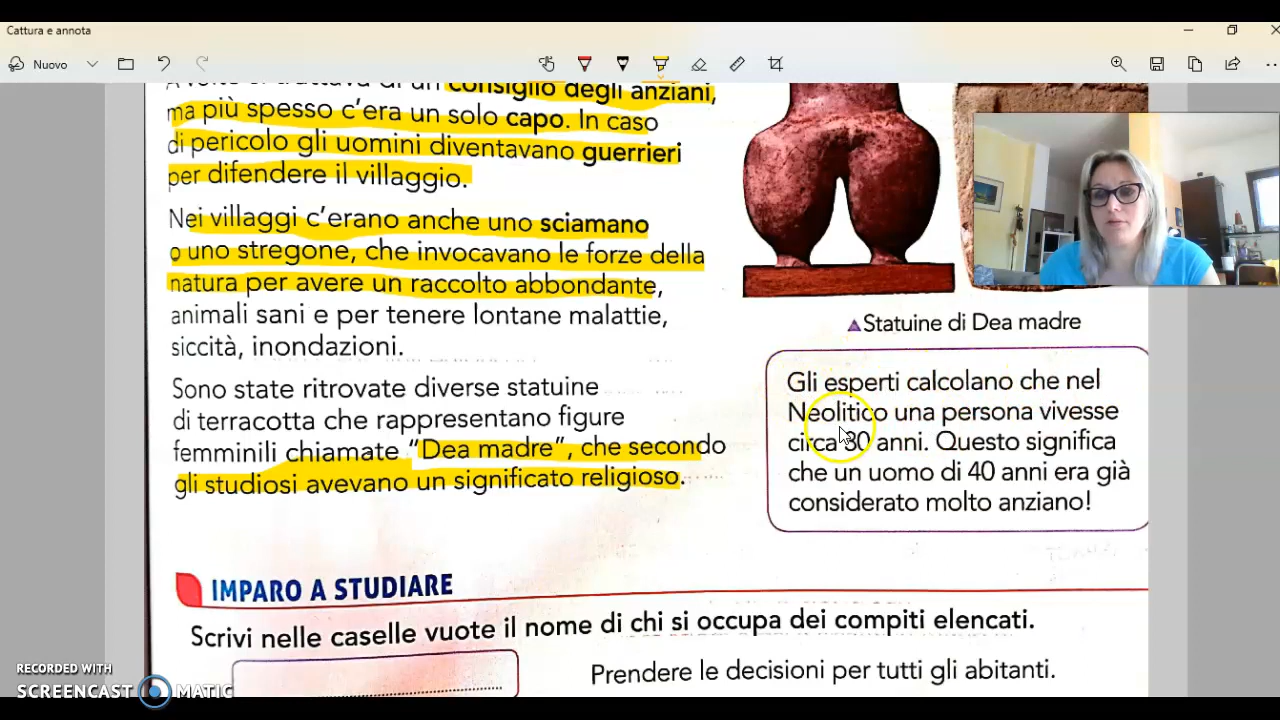 Cattura e annota
Nuovo
A volte si trattava di un consiglio degli anziani,
ma più spesso c'era un solo capo. In caso
di pericolo gli uomini diventavano guerrieri
per difendere il villaggio.
Nei villaggi c'erano anche uno sciamano
o uno stregone, che invocavano le forze della
natura per avere un raccolto abbondante,
animali sani e per tenere lontane malattie,
siccità, inondazioni.
Sono state ritrovate diverse statuine
di terracotta che rappresentano figure
femminili chiamate “Dea madre”, che secondo
gli studiosi avevano un significato religioso.
Statuine di Dea madre
Gli esperti calcolano che nel
Neolitico una persona vivesse
circa 30 anni. Questo significa
che un uomo di 40 anni era già
considerato molto anziano!
IMPARO A STUDIARE
Scrivi nelle caselle vuote il nome di chi si occupa dei compiti elencati.
Prendere le decisioni per tutti gli abitanti.
RECORDED WITH
SCREENCAST MATIC